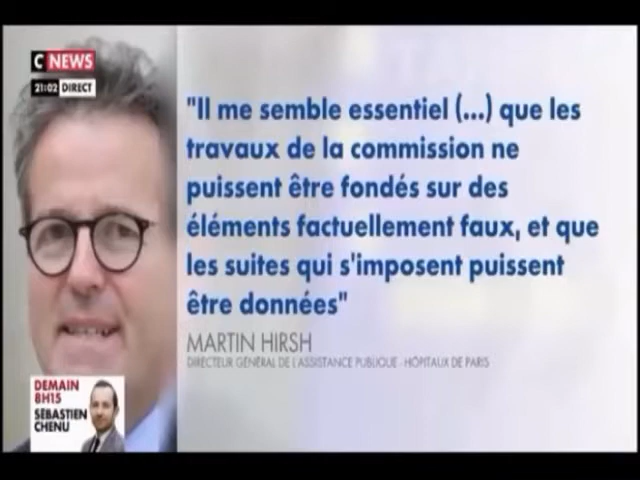 CNEWS
21:02 DIRECT
"Il me semble essentiel (...) que les
travaux de la commission ne
puissent être fondés sur des
éléments factuellement faux, et que
les suites qui s'imposent puissent
être données"
MARTIN HIRSH
DIRECTEUR GÉNÉRAL DE L'ASSISTANCE PUBLIQUE - HÔPITAUX DE PARIS
DEMAIN
8H15
SÉBASTIEN
CHENU